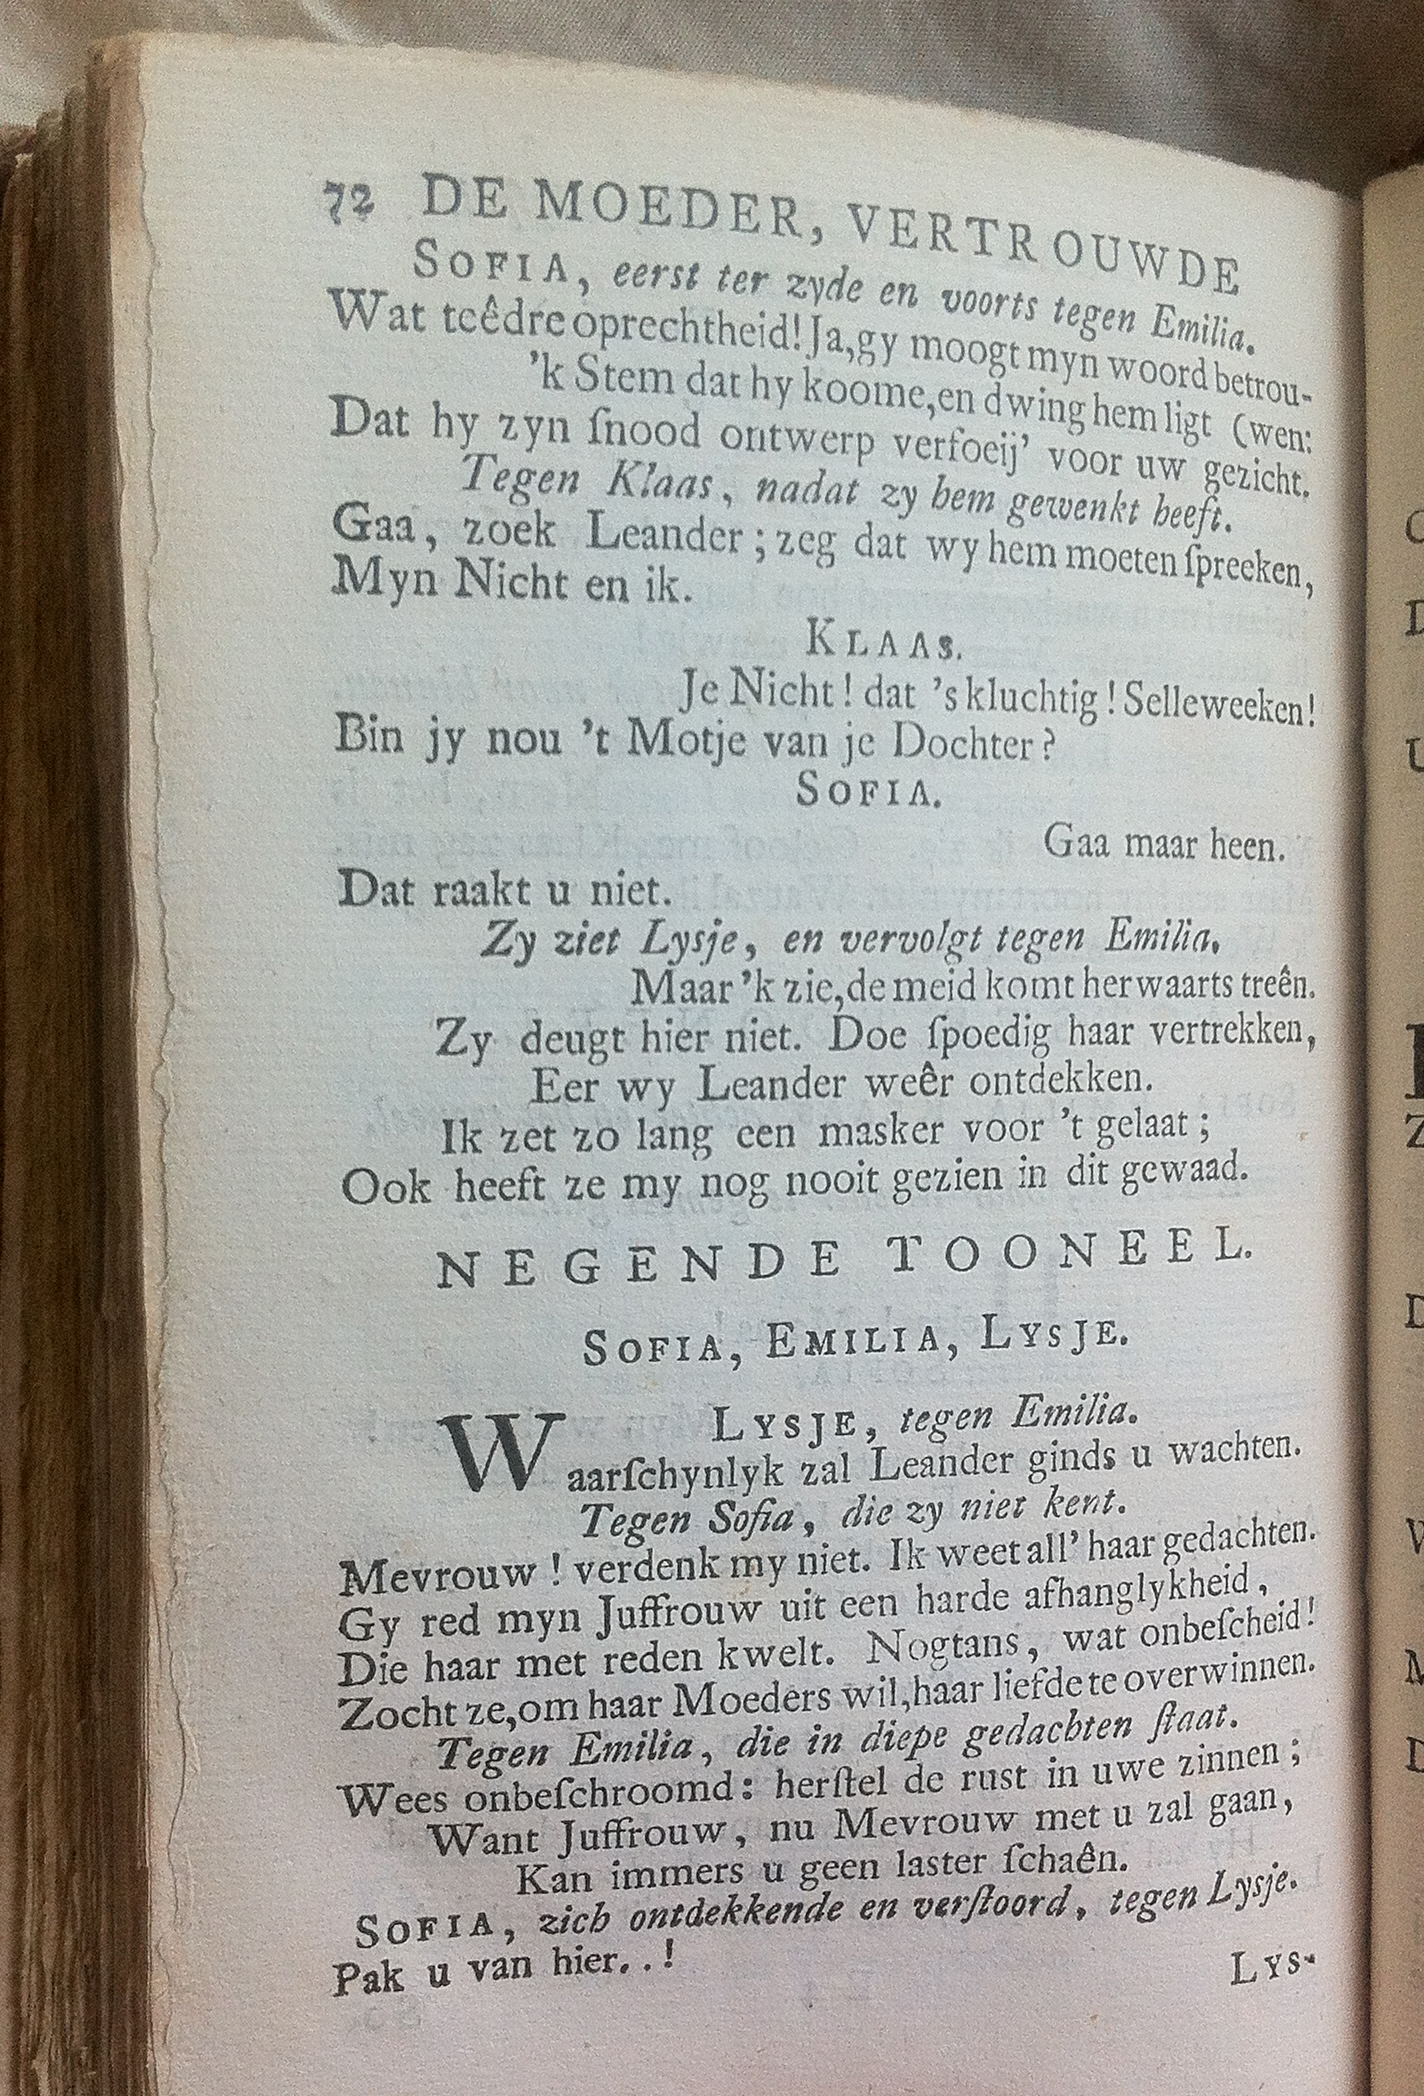 72 DE MOEDER, VERTROUWDE
SOFIA, eerst ter zyde en voorts tegen Emilia.
Wat teêdre oprechtheid! Ja, gy moogt myn woord betrou-
'k Stem dat hy koome, en dwing hem ligt (wen:
Dat hy zyn ſnood ontwerp verfoeij' voor uw gezicht.
Tegen Klaas, nadat zy hem gewenkt heeft.
Gaa, zoek Leander; zeg dat wy hem moeten ſpreeken,
Myn Nicht en ik.
KLAAS.
Je Nicht! dat 's kluchtig! Selleweeken!
Bin jy nou 't Motje van je Dochter?
SOFIA.
Gaa maar heen.
Dat raakt u niet.
Zy ziet Lysje, en vervolgt tegen Emilia.
Maar 'k zie, de meid komt herwaarts treên.
Zy deugt hier niet. Doe ſpoedig haar vertrekken,
Eer wy Leander weêr ontdekken.
Ik zet zo lang een masker voor 't gelaat;
Ook heeft ze my nog nooit gezien in dit gewaad.
NEGENDE TOONEEL.
SOFIA, EMILIA, LYSJE.
LYSJE, tegen Emilia.
Waarſchynlyk zal Leander ginds u wachten.
Tegen Sofia, die zy niet kent.
Mevrouw! verdenk my niet. Ik weet all' haar gedachten.
Gy red myn Juffrouw uit een harde afhanglykheid,
Die haar met reden kwelt. Nogtans, wat onbeſcheid!
Zocht ze, om haar Moeders wil, haar liefde te overwinnen.
Tegen Emilia, die in diepe gedachten ſtaat.
Wees onbeſchroomd: herſtel de rust in uwe zinnen;
Want Juffrouw, nu Mevrouw met u zal gaan,
Kan immers u geen laster ſchaên.
SOFIA, zich ontdekkende en verſtoord, tegen Lysje.
Pak u van hier. . !
LYS-